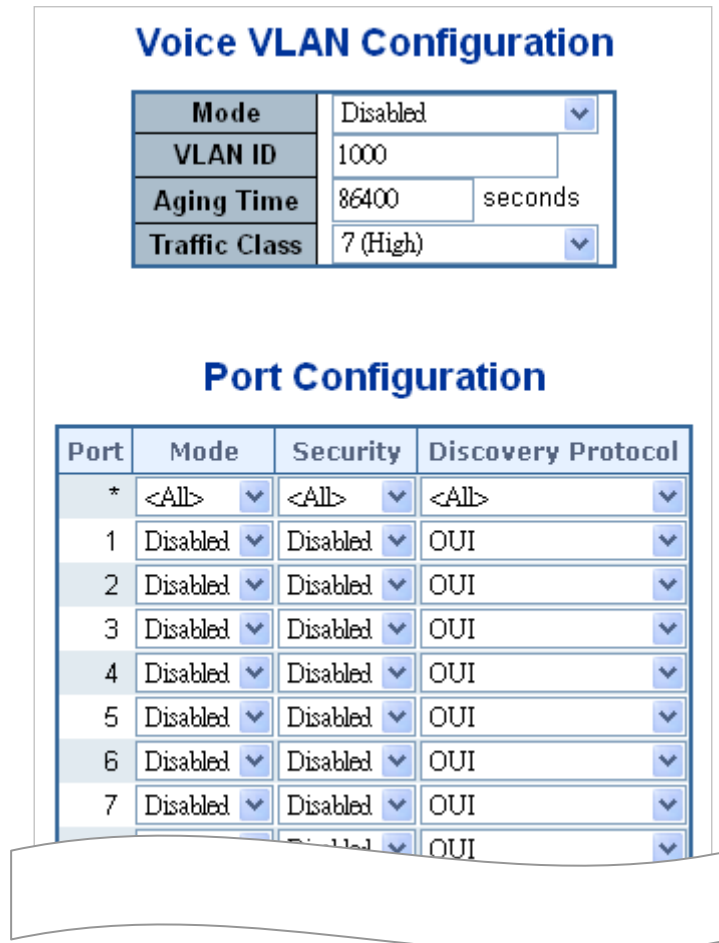 Voice VLAN Configuration
Mode Disabled
VLAN ID 1000
Aging Time 86400 seconds
Traffic Class 7 (High)
Port Configuration
Port Mode Security Discovery Protocol
* <All> <All> <All>
1 Disabled Disabled OUI
2 Disabled Disabled OUI
3 Disabled Disabled OUI
4 Disabled Disabled OUI
5 Disabled Disabled OUI
6 Disabled Disabled OUI
7 Disabled Disabled OUI
OUI